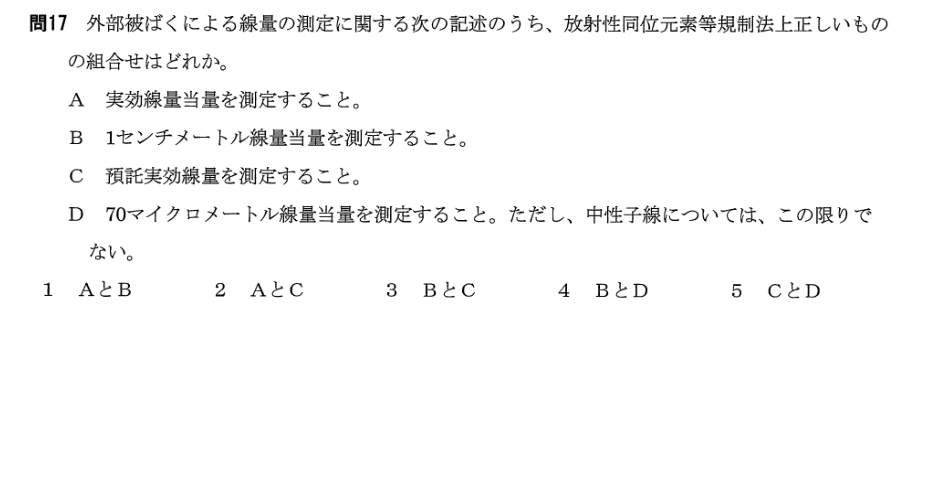 問17 外部被ばくによる線量の測定に関する次の記述のうち、放射性同位元素等規制法上正しいもの
の組合せはどれか。
A 実効線量当量を測定すること。
B 1センチメートル線量当量を測定すること。
C 預託実効線量を測定すること。
D 70マイクロメートル線量当量を測定すること。ただし、中性子線については、この限りで
ない。
1 AとB 2 AとC 3 BとC 4 BとD 5 CとD